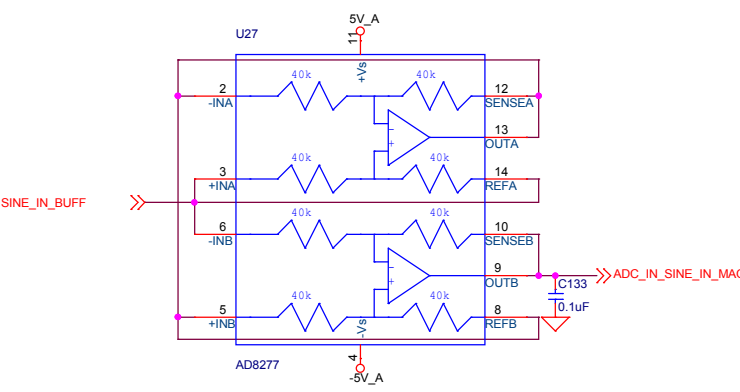 5V_A
U27
11
+Vs
40k
40k
2
-INA
12
SENSEA
-
+
13
OUTA
40k
40k
3
+INA
14
REFA
SINE_IN_BUFF
40k
40k
6
-INB
10
SENSEB
-
+
9
OUTB
ADC_IN_SINE_IN_MAG
C133
0.1uF
40k
40k
5
+INB
8
REFB
-Vs
4
AD8277
-5V_A